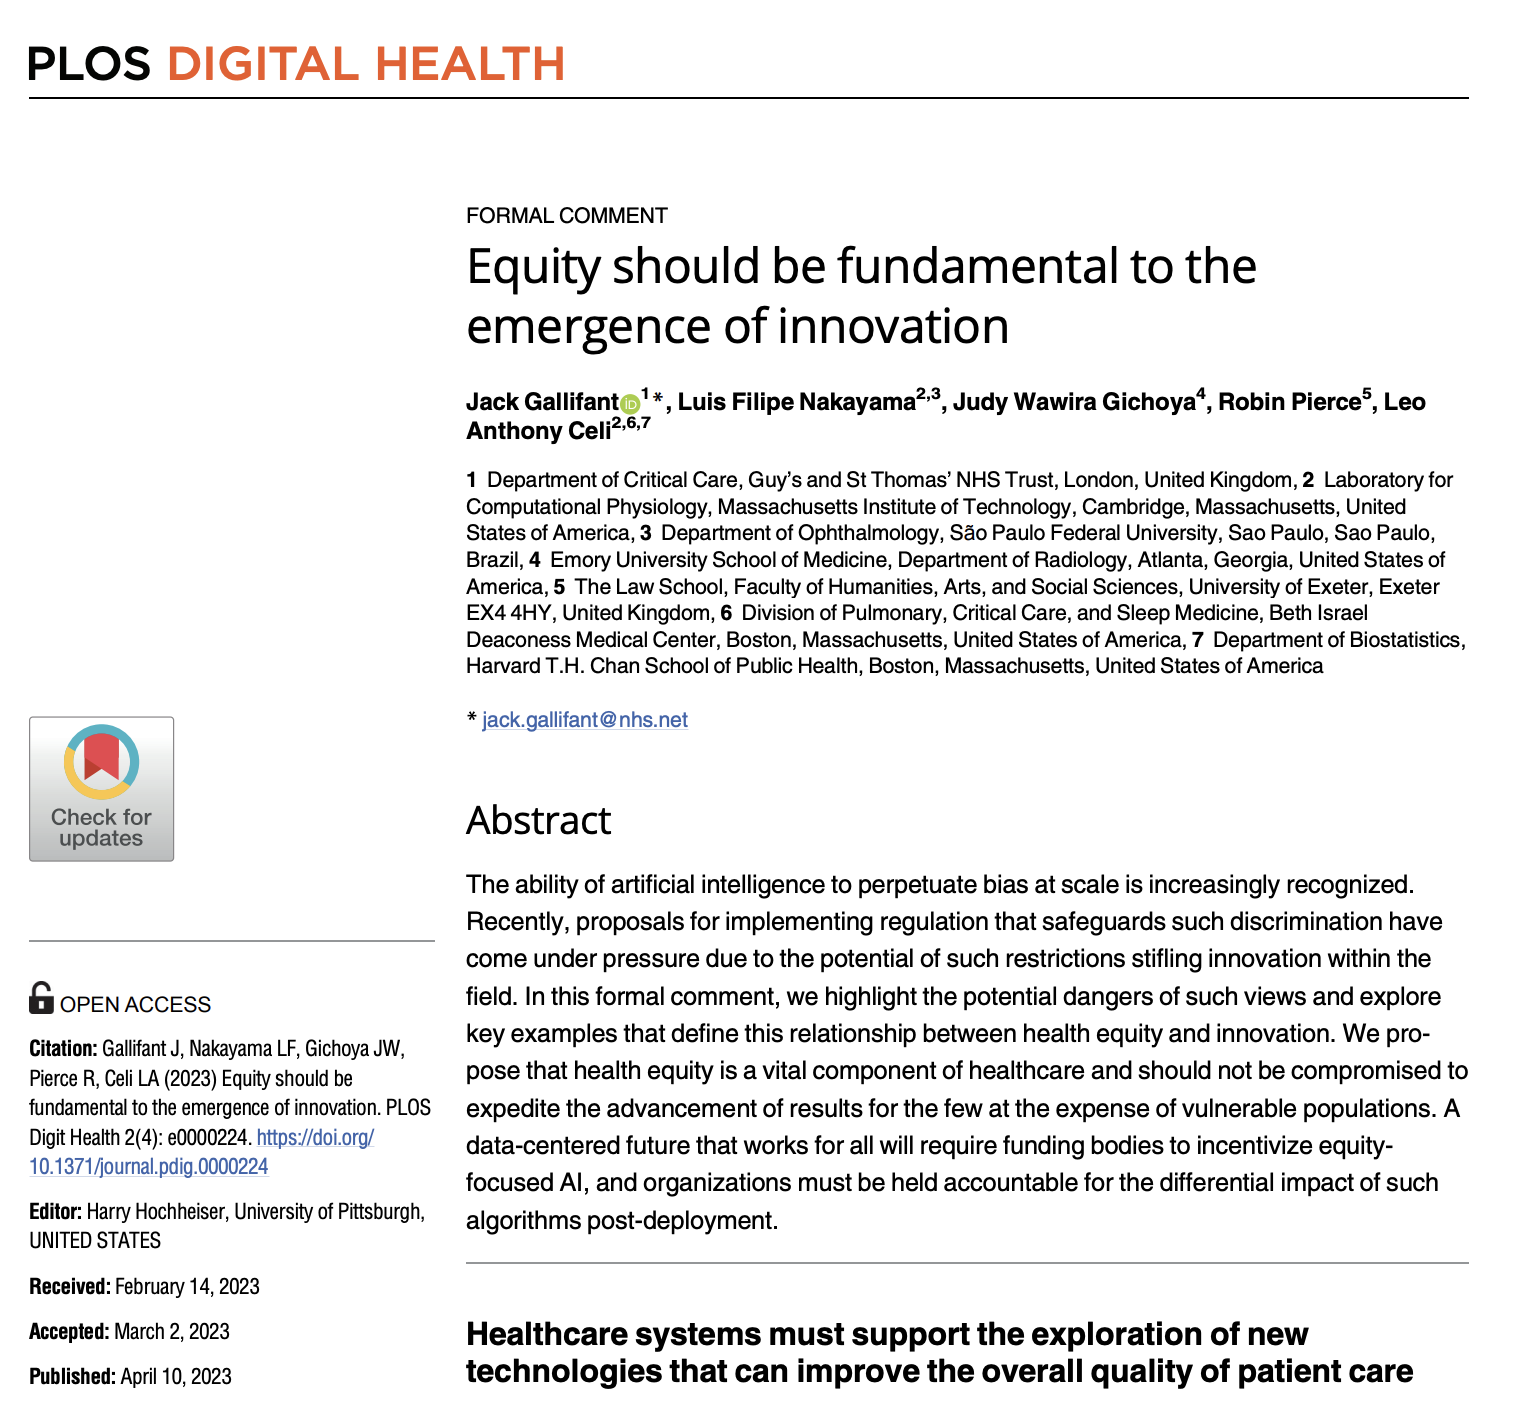 PLOS DIGITAL HEALTH
FORMAL COMMENT
Equity should be fundamental to the
emergence of innovation
Jack Gallifant iD 1*, Luis Filipe Nakayama2,3, Judy Wawira Gichoya4, Robin Pierce5, Leo
Anthony Celi2,6,7
1 Department of Critical Care, Guy’s and St Thomas’ NHS Trust, London, United Kingdom, 2 Laboratory for
Computational Physiology, Massachusetts Institute of Technology, Cambridge, Massachusetts, United
States of America, 3 Department of Ophthalmology, São Paulo Federal University, Sao Paulo, Sao Paulo,
Brazil, 4 Emory University School of Medicine, Department of Radiology, Atlanta, Georgia, United States of
America, 5 The Law School, Faculty of Humanities, Arts, and Social Sciences, University of Exeter, Exeter
EX4 4HY, United Kingdom, 6 Division of Pulmonary, Critical Care, and Sleep Medicine, Beth Israel
Deaconess Medical Center, Boston, Massachusetts, United States of America, 7 Department of Biostatistics,
Harvard T.H. Chan School of Public Health, Boston, Massachusetts, United States of America
* jack.gallifant@nhs.net
Abstract
The ability of artificial intelligence to perpetuate bias at scale is increasingly recognized.
Recently, proposals for implementing regulation that safeguards such discrimination have
come under pressure due to the potential of such restrictions stifling innovation within the
field. In this formal comment, we highlight the potential dangers of such views and explore
key examples that define this relationship between health equity and innovation. We pro-
pose that health equity is a vital component of healthcare and should not be compromised to
expedite the advancement of results for the few at the expense of vulnerable populations. A
data-centered future that works for all will require funding bodies to incentivize equity-
focused AI, and organizations must be held accountable for the differential impact of such
algorithms post-deployment.
Healthcare systems must support the exploration of new
technologies that can improve the overall quality of patient care
Check for
updates
OPEN ACCESS
Citation: Gallifant J, Nakayama LF, Gichoya JW,
Pierce R, Celi LA (2023) Equity should be
fundamental to the emergence of innovation. PLOS
Digit Health 2(4): e0000224. https://doi.org/
10.1371/journal.pdig.0000224
Editor: Harry Hochheiser, University of Pittsburgh,
UNITED STATES
Received: February 14, 2023
Accepted: March 2, 2023
Published: April 10, 2023